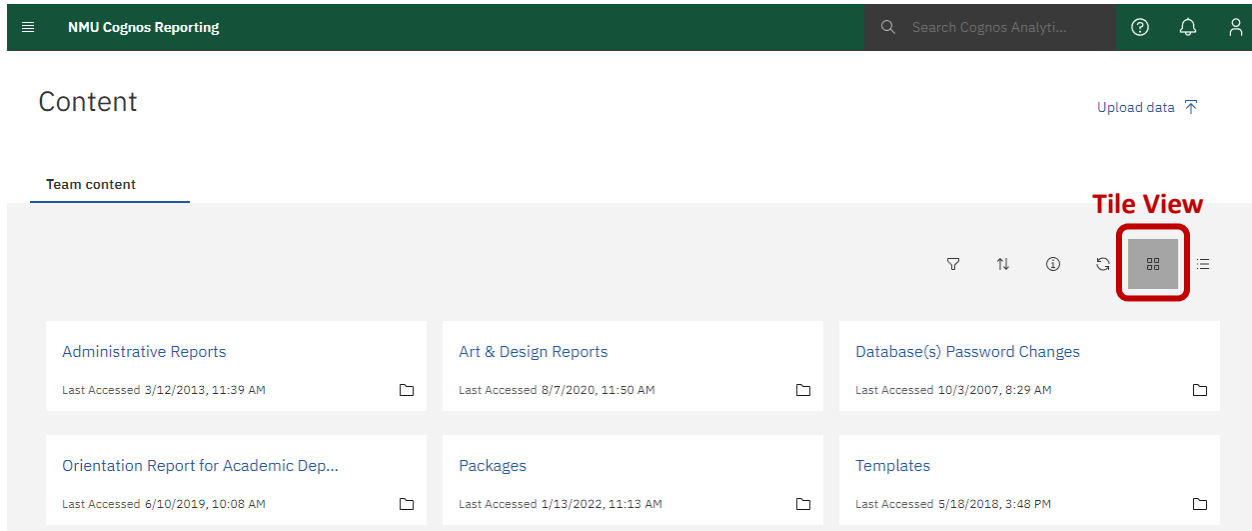 NMU Cognos Reporting
Search Cognos Analyti...
Content
Upload data
Team content
Tile View
Administrative Reports
Last Accessed 3/12/2013, 11:39 AM
Art & Design Reports
Last Accessed 8/7/2020, 11:50 AM
Database(s) Password Changes
Last Accessed 10/3/2007, 8:29 AM
Orientation Report for Academic Dep...
Last Accessed 6/10/2019, 10:08 AM
Packages
Last Accessed 1/13/2022, 11:13 AM
Templates
Last Accessed 5/18/2018, 3:48 PM